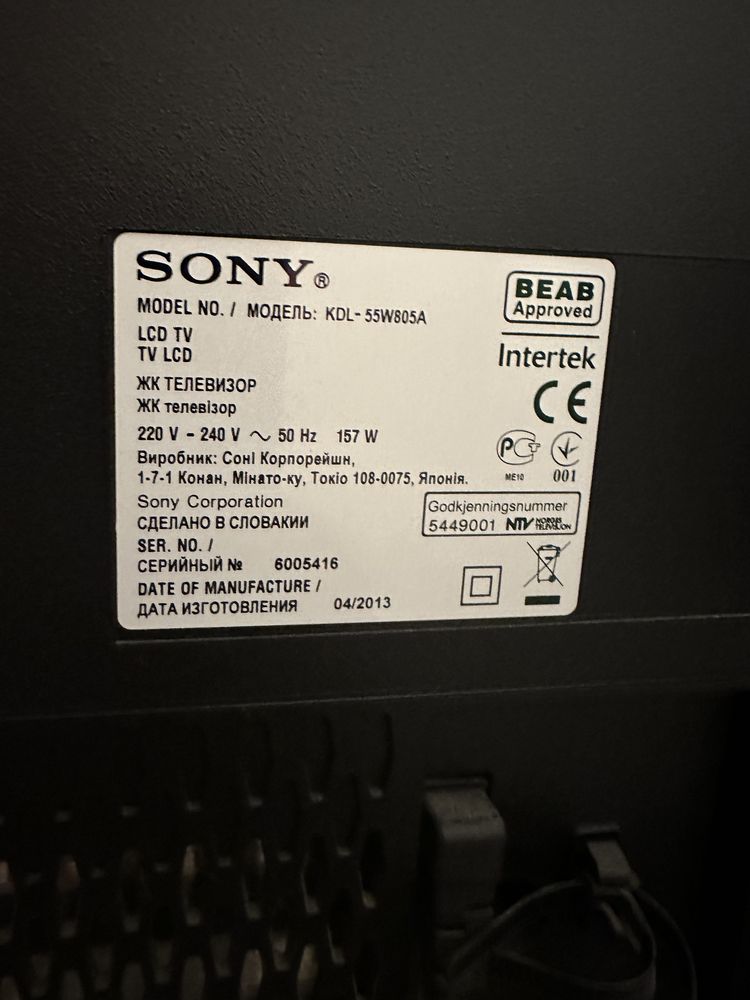 SONY®
MODEL NO. / МОДЕЛЬ: KDL-55W805A
LCD TV
TV LCD
ЖК ТЕЛЕВИЗОР
ЖК телевізор
220 V - 240 V ~ 50 Hz 157 W
Виробник: Соні Корпорейшн,
1-7-1 Конан, Мінато-ку, Токіо 108-0075, Японія.
Sony Corporation
СДЕЛАНО В СЛОВАКИИ
SER. NO. /
СЕРИЙНЫЙ № 6005416
DATE OF MANUFACTURE /
ДАТА ИЗГОТОВЛЕНИЯ 04/2013
BEAB
Approved
Intertek
CE
РСТ
ME10 001
Godkjenningsnummer
5449001 NTV NORGES
TELEVISJON